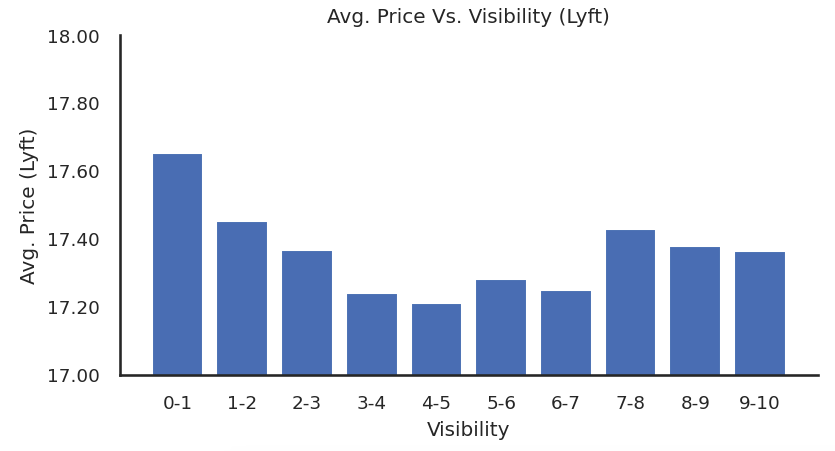 Avg. Price Vs. Visibility (Lyft)
Avg. Price (Lyft)
18.00
17.80
17.60
17.40
17.20
17.00
0-1 1-2 2-3 3-4 4-5 5-6 6-7 7-8 8-9 9-10
Visibility